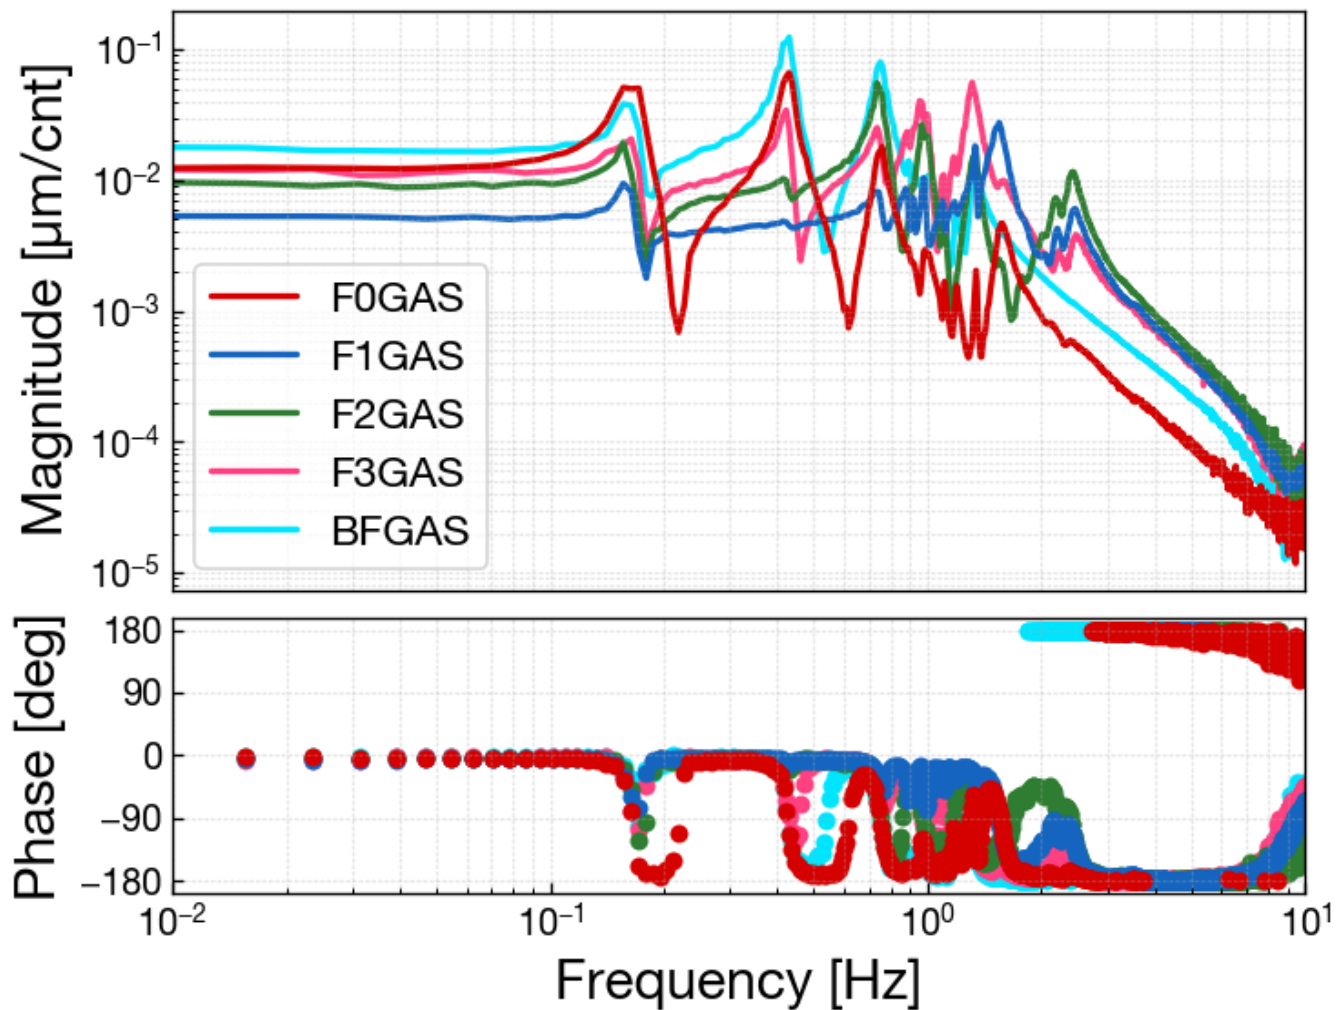 Magnitude [μm/cnt]
10⁻¹
10⁻²
10⁻³
10⁻⁴
10⁻⁵
F0GAS
F1GAS
F2GAS
F3GAS
BFGAS
Phase [deg]
180
90
0
−90
−180
10⁻²
10⁻¹
10⁰
10¹
Frequency [Hz]